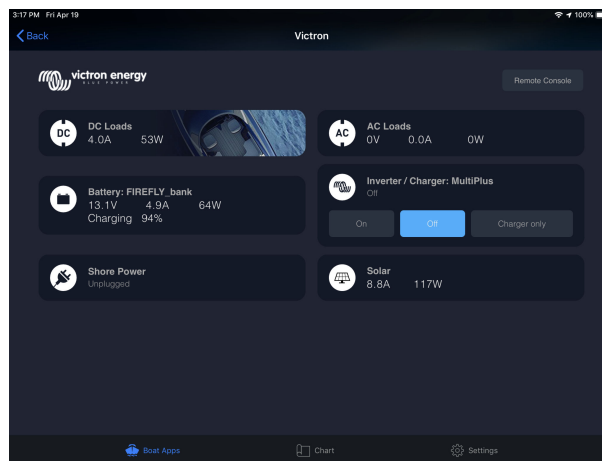 3:17 PM Fri Apr 19
100%
Back
Victron
victron energy
BLUE POWER
Remote Console
DC
DC Loads
4.0A 53W
AC
AC Loads
0V 0.0A 0W
Battery: FIREFLY_bank
13.1V 4.9A 64W
Charging 94%
Inverter / Charger: MultiPlus
Off
On Off Charger only
Shore Power
Unplugged
Solar
8.8A 117W
Boat Apps Chart Settings